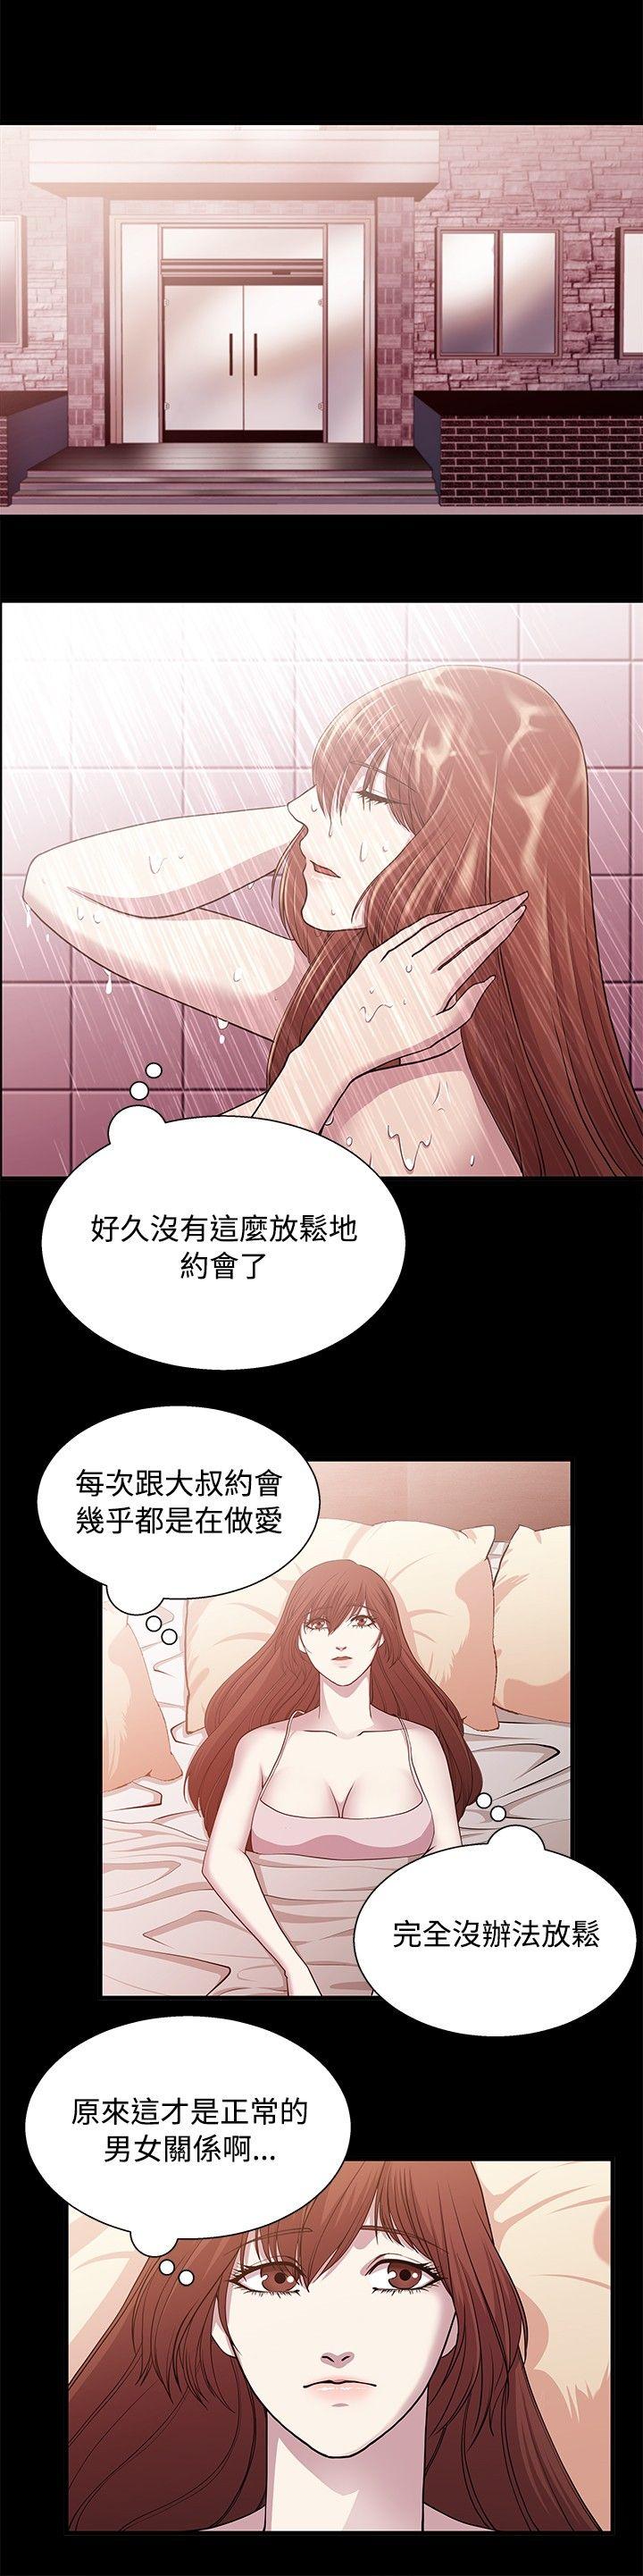 好久沒有這麼放鬆地
約會了
每次跟大叔約會
幾乎都是在做愛
完全沒辦法放鬆
原來這才是正常的
男女關係啊...